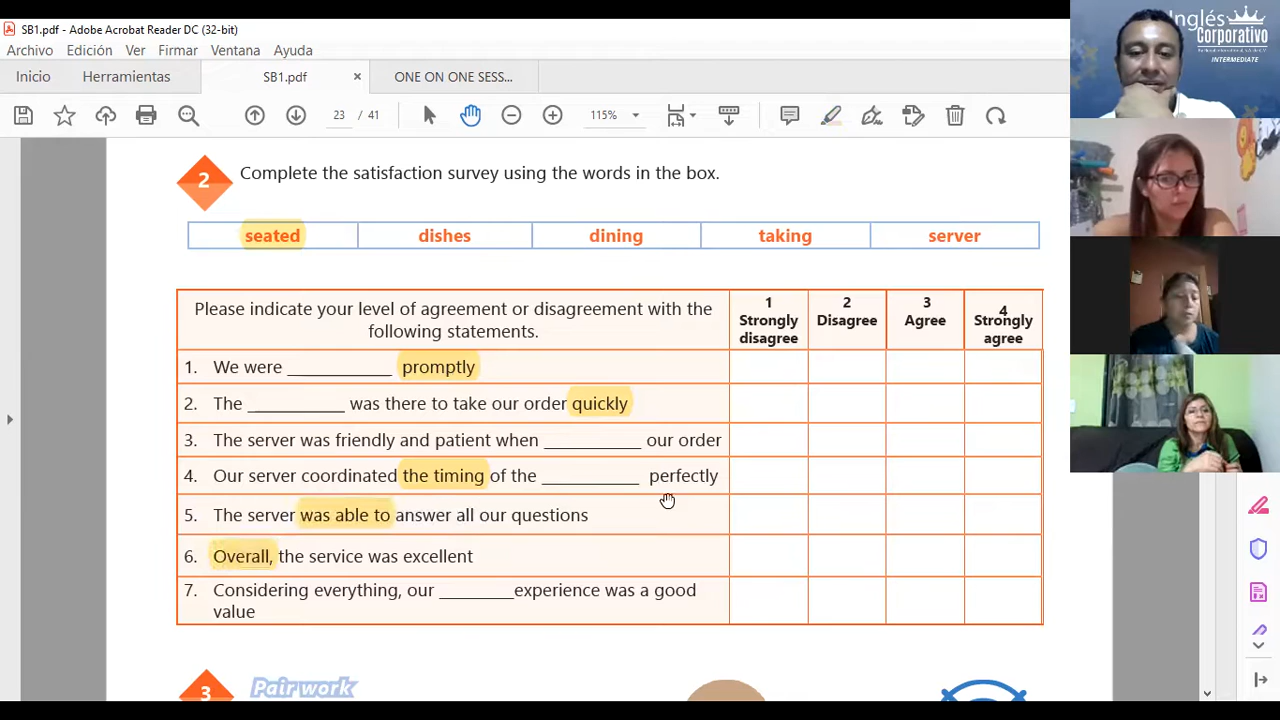 SB1.pdf - Adobe Acrobat Reader DC (32-bit)
Archivo Edición Ver Firmar Ventana Ayuda
Inicio Herramientas SB1.pdf × ONE ON ONE SESS...
23 / 41 115%
2 Complete the satisfaction survey using the words in the box.
seated dishes dining taking server
Please indicate your level of agreement or disagreement with the following statements.
1 Strongly disagree
2 Disagree
3 Agree
4 Strongly agree
1. We were ___________ promptly
2. The __________ was there to take our order quickly
3. The server was friendly and patient when __________ our order
4. Our server coordinated the timing of the __________ perfectly
5. The server was able to answer all our questions
6. Overall, the service was excellent
7. Considering everything, our ________experience was a good
value
3 Pair work
Inglés
Corporativo
INTERMEDIATE